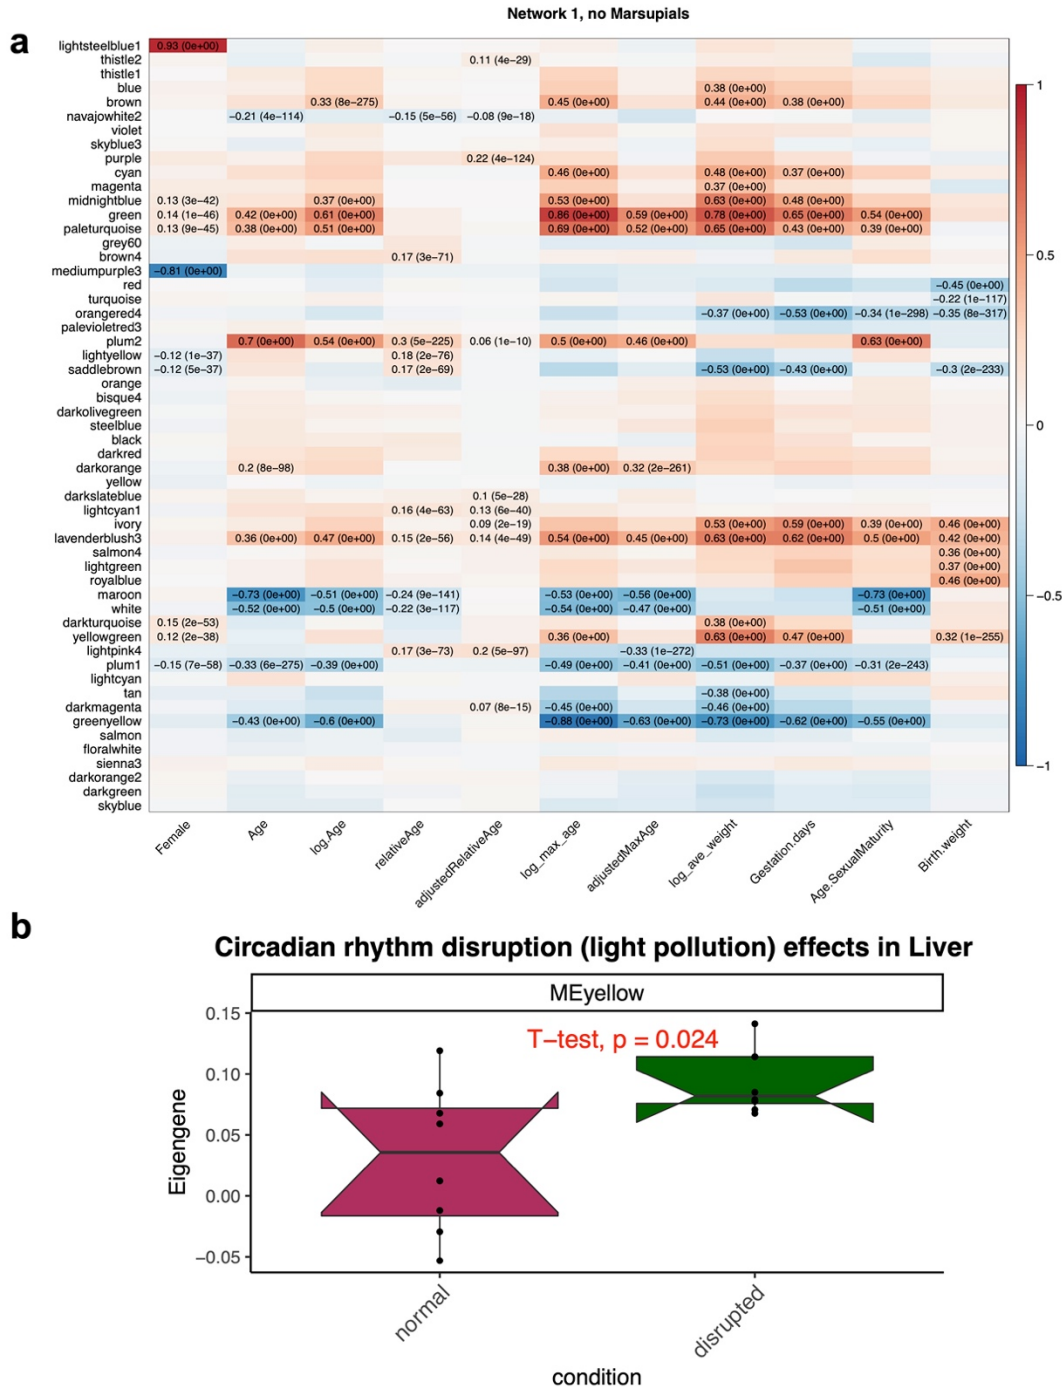 Network 1, no Marsupials
a
lightsteelblue1 0.93 (0e+00)
thistle2 0.11 (4e−29)
thistle1
blue 0.38 (0e+00)
brown 0.33 (8e−275) 0.45 (0e+00) 0.44 (0e+00) 0.38 (0e+00)
navajowhite2 −0.21 (4e−114) −0.15 (5e−56) −0.08 (9e−18)
violet
skyblue3
purple 0.22 (4e−124)
cyan 0.46 (0e+00) 0.48 (0e+00) 0.37 (0e+00)
magenta 0.37 (0e+00)
midnightblue 0.13 (3e−42) 0.37 (0e+00) 0.53 (0e+00) 0.63 (0e+00) 0.48 (0e+00)
green 0.14 (1e−46) 0.42 (0e+00) 0.61 (0e+00) 0.86 (0e+00) 0.59 (0e+00) 0.78 (0e+00) 0.65 (0e+00) 0.54 (0e+00)
paleturquoise 0.13 (9e−45) 0.38 (0e+00) 0.51 (0e+00) 0.69 (0e+00) 0.52 (0e+00) 0.65 (0e+00) 0.43 (0e+00) 0.39 (0e+00)
grey60
brown4 0.17 (3e−71)
mediumpurple3 −0.81 (0e+00)
red −0.45 (0e+00)
turquoise −0.22 (1e−117)
orangered4 −0.37 (0e+00) −0.53 (0e+00) −0.34 (1e−298) −0.35 (8e−317)
palevioletred3
plum2 0.7 (0e+00) 0.54 (0e+00) 0.3 (5e−225) 0.06 (1e−10) 0.5 (0e+00) 0.46 (0e+00) 0.63 (0e+00)
lightyellow −0.12 (1e−37) 0.18 (2e−76)
saddlebrown −0.12 (5e−37) 0.17 (2e−69) −0.53 (0e+00) −0.43 (0e+00) −0.3 (2e−233)
orange
bisque4
darkolivegreen
steelblue
black
darkred
darkorange 0.2 (8e−98) 0.38 (0e+00) 0.32 (2e−261)
yellow
darkslateblue 0.1 (5e−28)
lightcyan1 0.16 (4e−63) 0.13 (6e−40)
ivory 0.09 (2e−19) 0.53 (0e+00) 0.59 (0e+00) 0.39 (0e+00) 0.46 (0e+00)
lavenderblush3 0.36 (0e+00) 0.47 (0e+00) 0.15 (2e−56) 0.14 (4e−49) 0.54 (0e+00) 0.45 (0e+00) 0.63 (0e+00) 0.62 (0e+00) 0.5 (0e+00) 0.42 (0e+00)
salmon4 0.36 (0e+00)
lightgreen 0.37 (0e+00)
royalblue 0.46 (0e+00)
maroon −0.73 (0e+00) −0.51 (0e+00) −0.24 (9e−141) −0.53 (0e+00) −0.56 (0e+00) −0.73 (0e+00)
white −0.52 (0e+00) −0.5 (0e+00) −0.22 (3e−117) −0.54 (0e+00) −0.47 (0e+00) −0.51 (0e+00)
darkturquoise 0.15 (2e−53) 0.38 (0e+00)
yellowgreen 0.12 (2e−38) 0.36 (0e+00) 0.63 (0e+00) 0.47 (0e+00) 0.32 (1e−255)
lightpink4 0.17 (3e−73) 0.2 (5e−97) −0.33 (1e−272)
plum1 −0.15 (7e−58) −0.33 (6e−275) −0.39 (0e+00) −0.49 (0e+00) −0.41 (0e+00) −0.51 (0e+00) −0.37 (0e+00) −0.31 (2e−243)
lightcyan
tan −0.38 (0e+00)
darkmagenta 0.07 (8e−15) −0.45 (0e+00) −0.46 (0e+00)
greenyellow −0.43 (0e+00) −0.6 (0e+00) −0.88 (0e+00) −0.63 (0e+00) −0.73 (0e+00) −0.62 (0e+00) −0.55 (0e+00)
salmon
floralwhite
sienna3
darkorange2
darkgreen
skyblue
Female Age log.Age relativeAge adjustedRelativeAge log_max_age adjustedMaxAge log_ave_weight Gestation.days Age.SexualMaturity Birth.weight
1
0.5
0
−0.5
−1
b
Circadian rhythm disruption (light pollution) effects in Liver
MEyellow
T−test, p = 0.024
0.15
0.10
0.05
0.00
−0.05
Eigengene
normal disrupted
condition